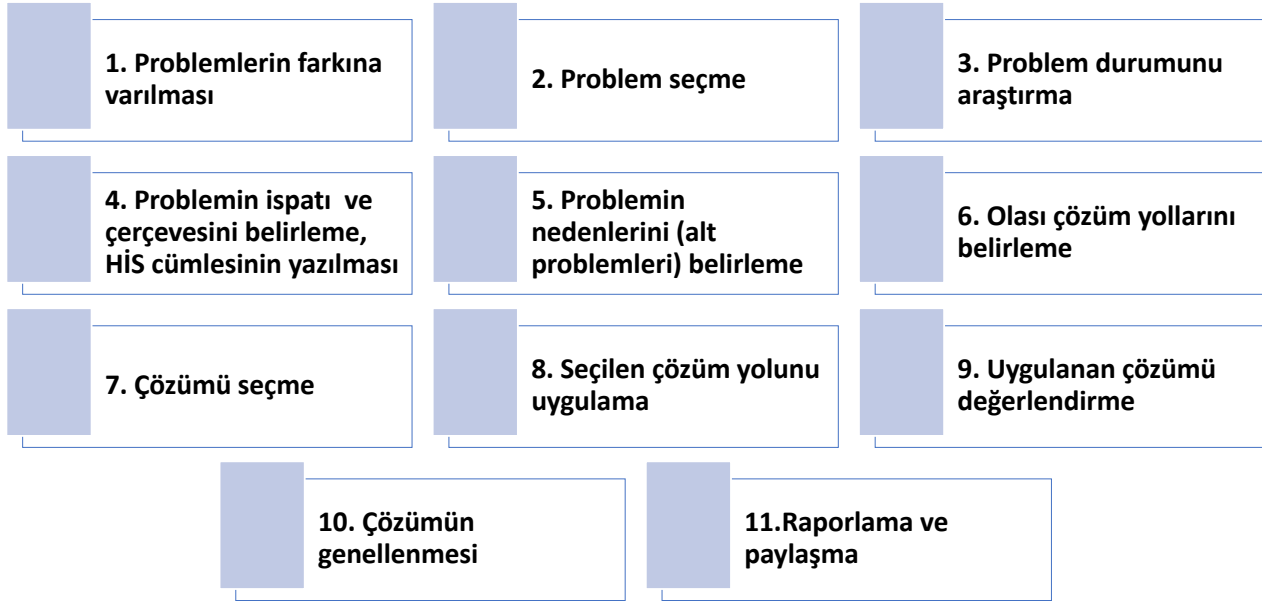 1. Problemlerin farkına
varılması
2. Problem seçme
3. Problem durumunu
araştırma
4. Problemin ispatı ve
çerçevesini belirleme,
HİS cümlesinin yazılması
5. Problemin
nedenlerini (alt
problemleri) belirleme
6. Olası çözüm yollarını
belirleme
7. Çözümü seçme
8. Seçilen çözüm yolunu
uygulama
9. Uygulanan çözümü
değerlendirme
10. Çözümün
genellenmesi
11.Raporlama ve
paylaşma